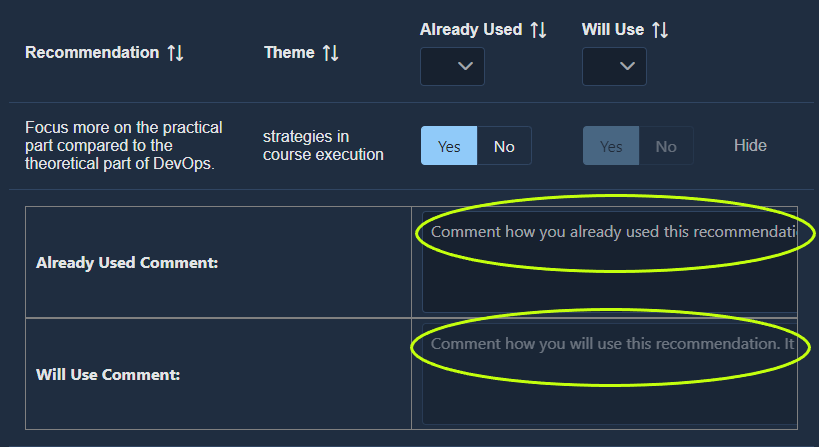 Already Used
Will Use
Recommendation
Theme
Focus more on the practical
part compared to the
theoretical part of DevOps.
strategies in
course execution
Yes No
Yes No
Hide
Already Used Comment:
Comment how you already used this recommendati
Will Use Comment:
Comment how you will use this recommendation. It